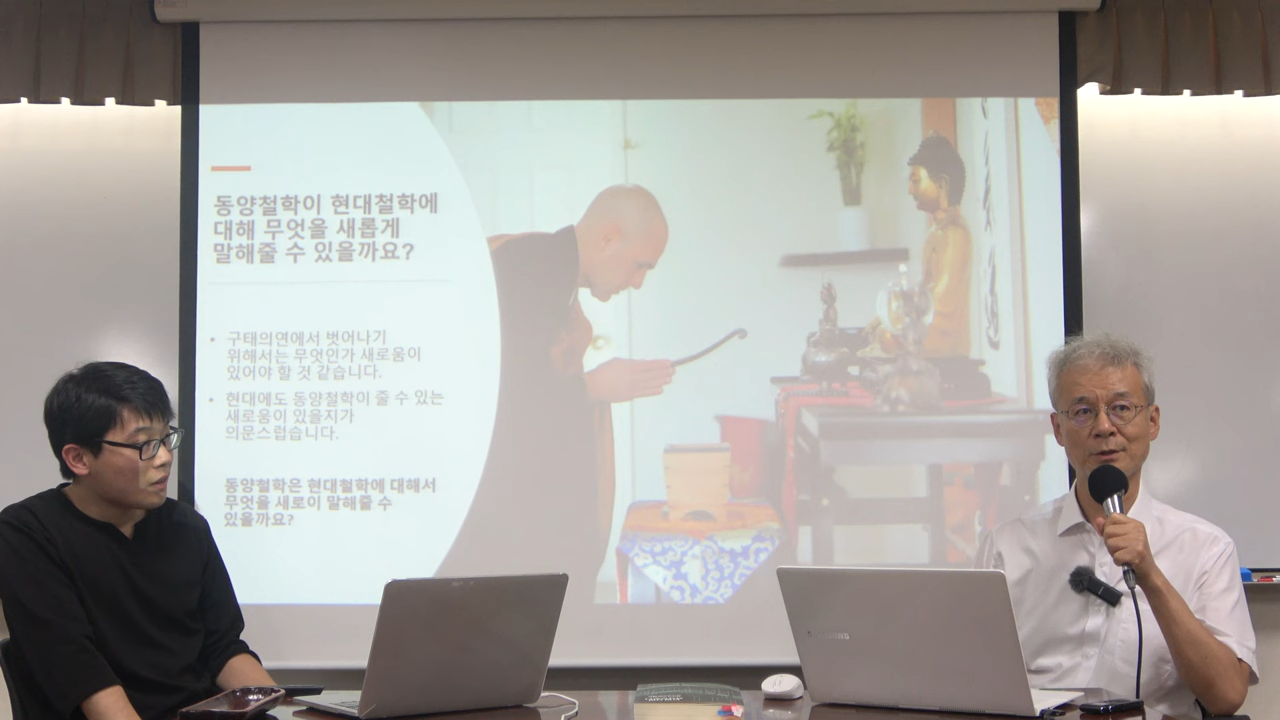 동양철학이 현대철학에
대해 무엇을 새롭게
말해줄 수 있을까요?
• 구태의연에서 벗어나기
위해서는 무엇인가 새로움이
있어야 할 것 같습니다.
• 현대에도 동양철학이 줄 수 있는
새로움이 있을지가
의문스럽습니다.
동양철학은 현대철학에 대해서
무엇을 새로이 말해줄 수
있을까요?
SAMSUNG